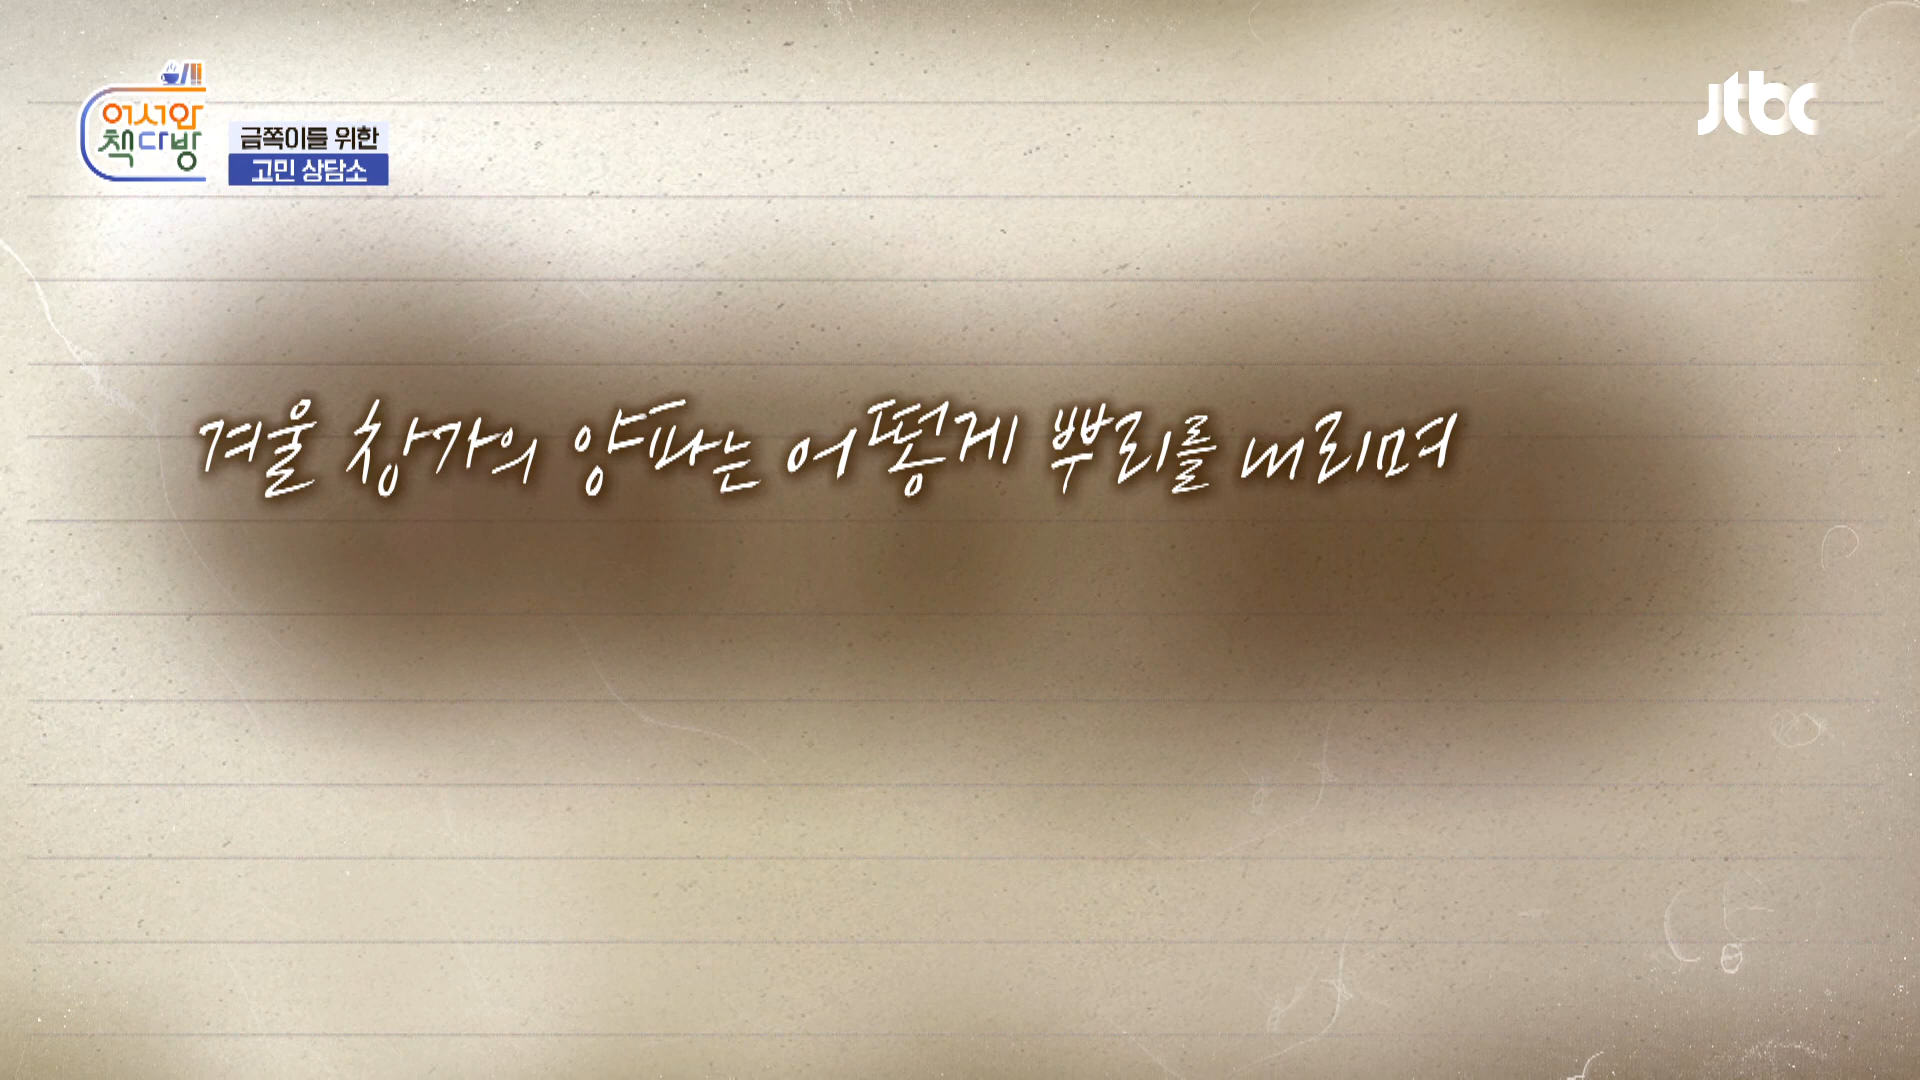 어서와
책다방
금쪽이들 위한
고민 상담소
jtbc
겨울 창가의 양파는 어떻게 뿌리를 내리며